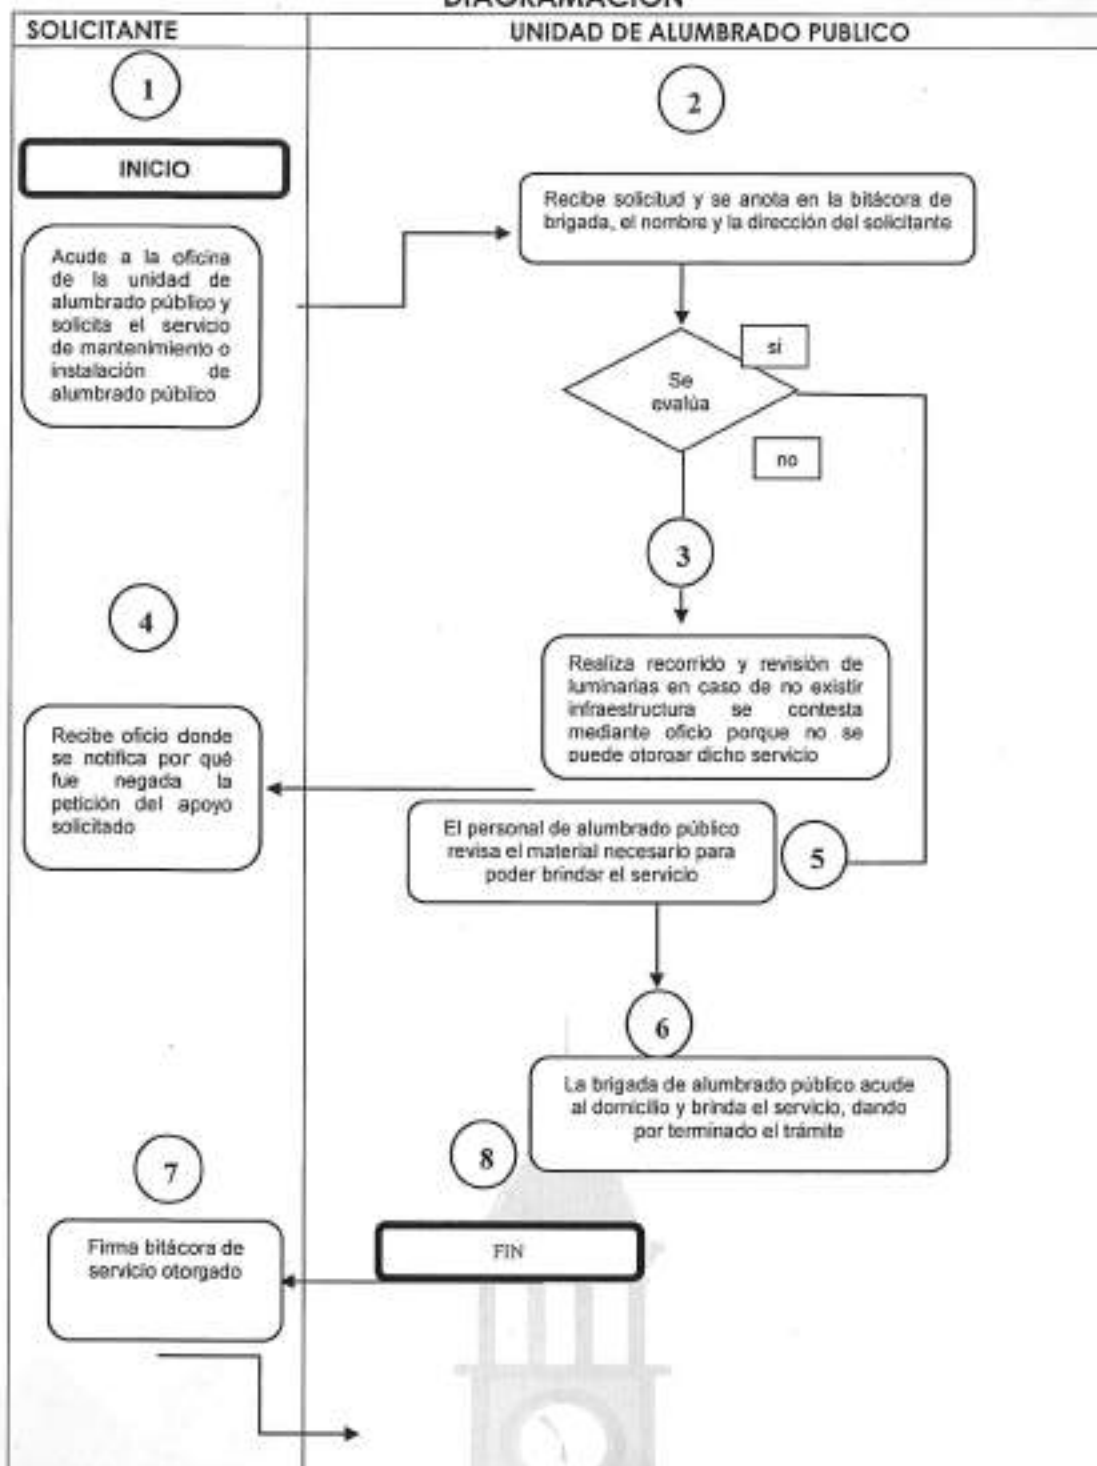 DIAGRAMACIÓN
SOLICITANTE
UNIDAD DE ALUMBRADO PUBLICO
1
2
INICIO
Recibe solicitud y se anota en la bitácora de
brigada, el nombre y la dirección del solicitante
Acude a la oficina
de la unidad de
alumbrado público y
solicita el servicio
de mantenimiento o
instalación de
alumbrado público
si
Se
evalúa
no
3
4
Realiza recorrido y revisión de
luminarias en caso de no existir
infraestructura se contesta
mediante oficio porque no se
puede otorgar dicho servicio
Recibe oficio donde
se notifica por qué
fue negada la
petición del apoyo
solicitado
El personal de alumbrado público
revisa el material necesario para
poder brindar el servicio
5
6
La brigada de alumbrado público acude
al domicilio y brinda el servicio, dando
por terminado el trámite
7
8
Firma bitácora de
servicio otorgado
FIN